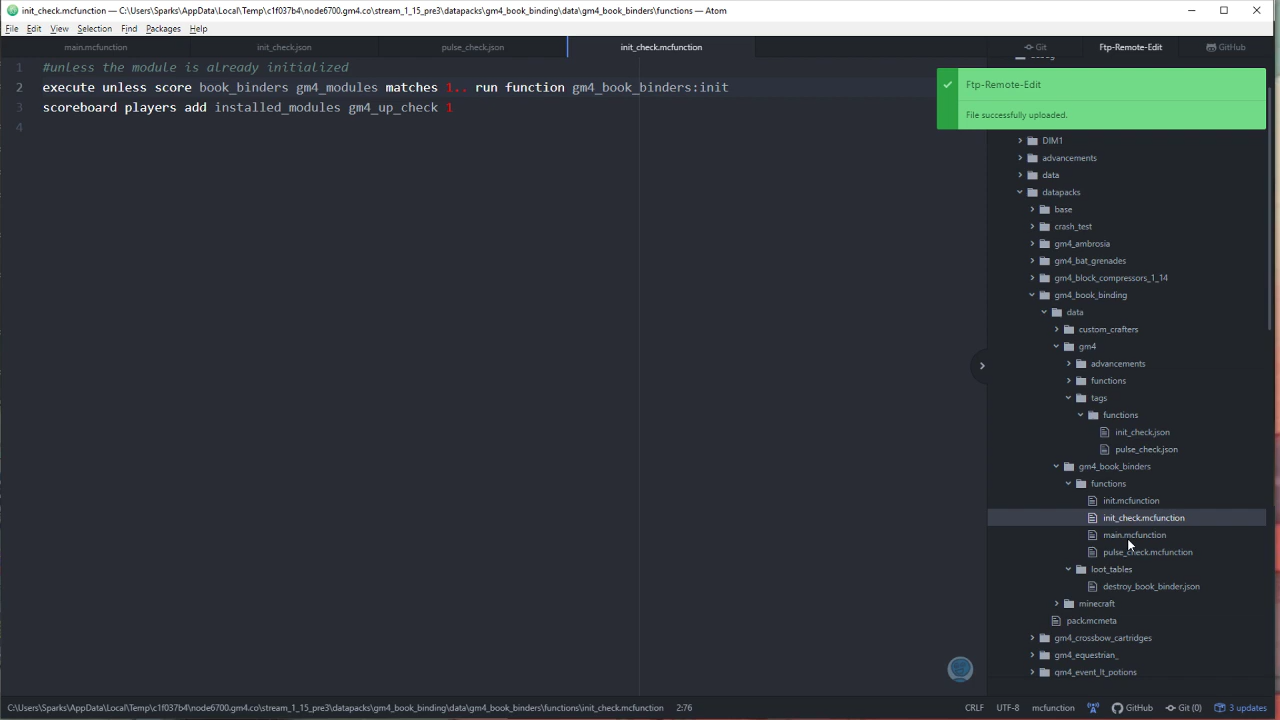 init_check.mcfunction — C:\Users\Sparks\AppData\Local\Temp\c1f037b4\node6700.gm4.co\stream_1_15_pre3\datapacks\gm4_book_binding\data\gm4_book_binders\functions — Atom
File Edit View Selection Find Packages Help
main.mcfunction init_check.json pulse_check.json init_check.mcfunction Git Ftp-Remote-Edit GitHub
1 #unless the module is already initialized
2 execute unless score book_binders gm4_modules matches 1.. run function gm4_book_binders:init
3 scoreboard players add installed_modules gm4_up_check 1
4
Ftp-Remote-Edit
File successfully uploaded.
DIM1
advancements
data
datapacks
base
crash_test
gm4_ambrosia
gm4_bat_grenades
gm4_block_compressors_1_14
gm4_book_binding
data
custom_crafters
gm4
advancements
functions
tags
functions
init_check.json
pulse_check.json
gm4_book_binders
functions
init.mcfunction
init_check.mcfunction
main.mcfunction
pulse_check.mcfunction
loot_tables
destroy_book_binder.json
minecraft
pack.mcmeta
gm4_crossbow_cartridges
gm4_equestrian_
gm4_event_lt_potions
C:\Users\Sparks\AppData\Local\Temp\c1f037b4\node6700.gm4.co\stream_1_15_pre3\datapacks\gm4_book_binding\data\gm4_book_binders\functions\init_check.mcfunction 2:76 CRLF UTF-8 mcfunction GitHub Git (0) 3 updates